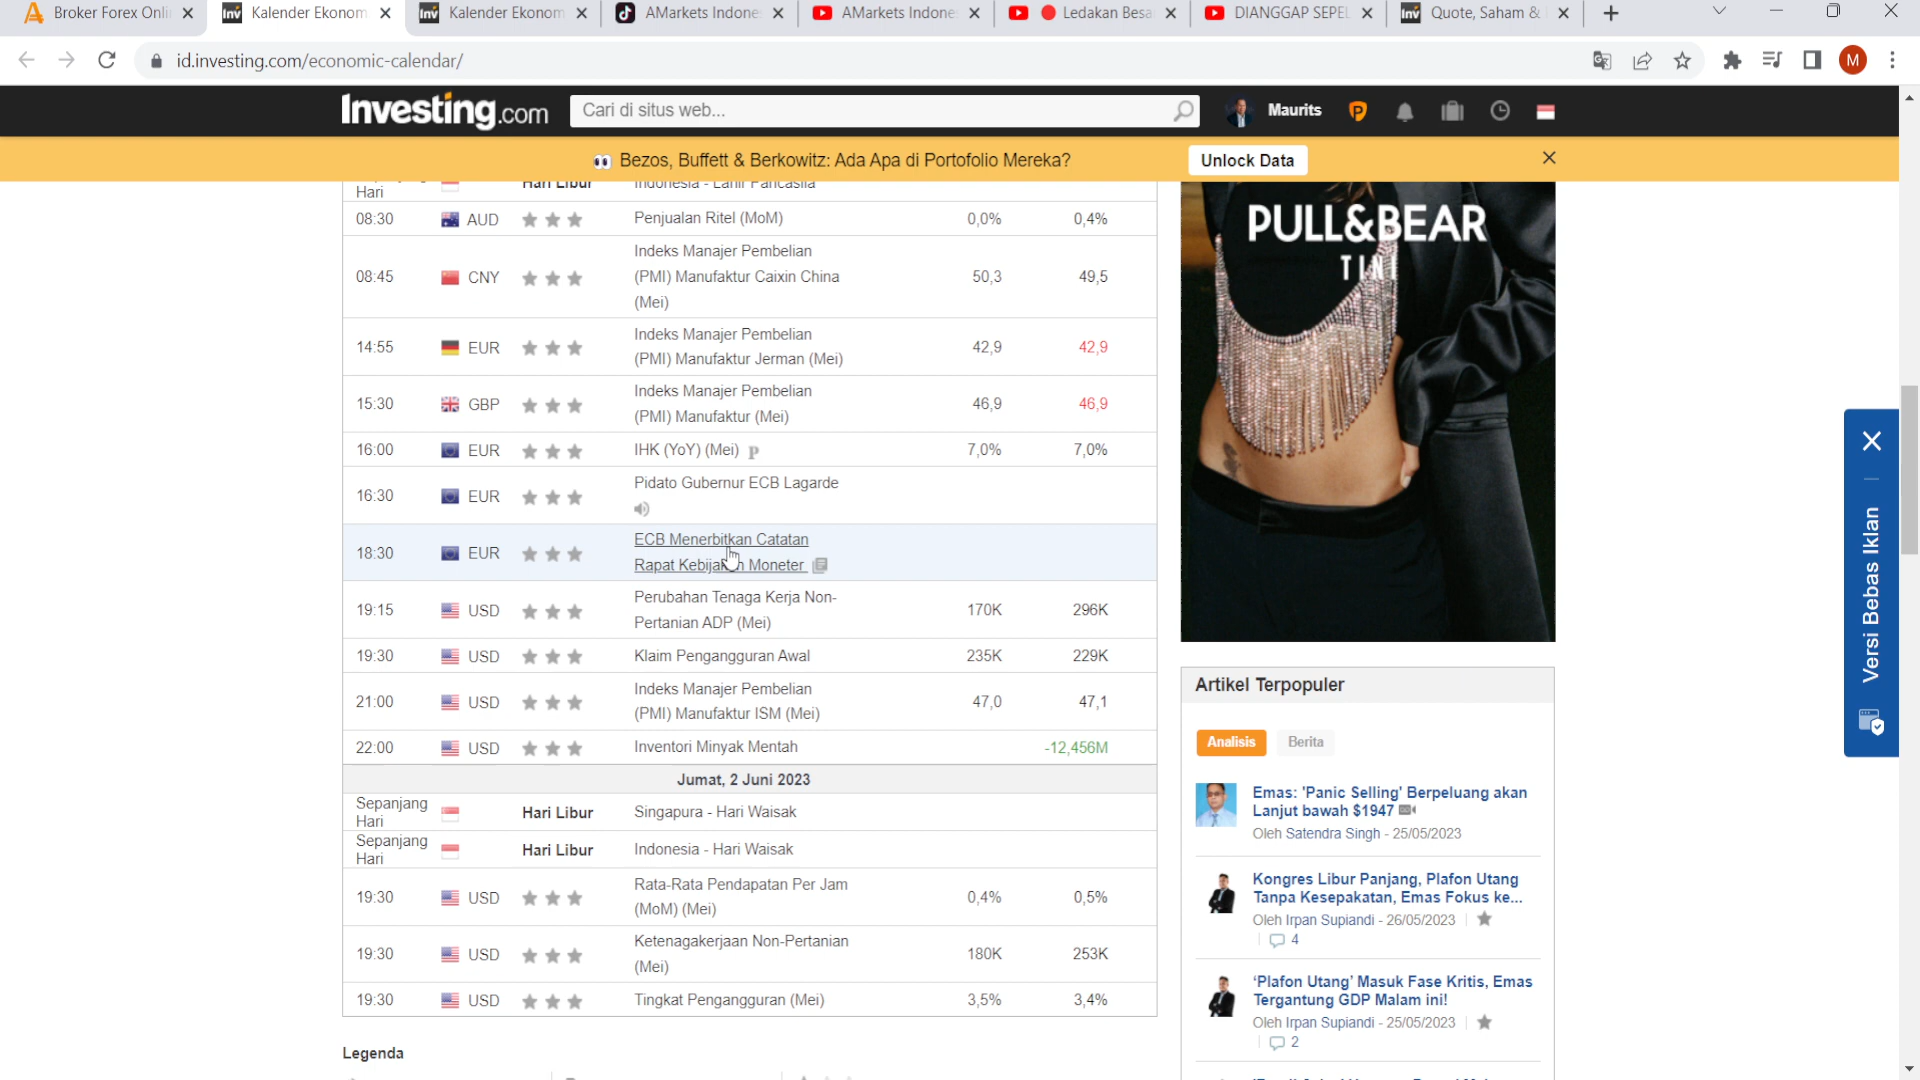 Broker Forex Onli
Kalender Ekonom
Kalender Ekonom
AMarkets Indone
AMarkets Indone
Ledakan Besa
DIANGGAP SEPEL
Quote, Saham &
id.investing.com/economic-calendar/
M
Investing.com
Cari di situs web...
Maurits
Bezos, Buffett & Berkowitz: Ada Apa di Portofolio Mereka?
Unlock Data
Hari
Hari Libur
08:30 AUD Penjualan Ritel (MoM) 0,0% 0,4%
Indeks Manajer Pembelian
08:45 CNY (PMI) Manufaktur Caixin China 50,3 49,5
(Mei)
Indeks Manajer Pembelian
14:55 EUR (PMI) Manufaktur Jerman (Mei) 42,9 42,9
Indeks Manajer Pembelian
15:30 GBP (PMI) Manufaktur (Mei) 46,9 46,9
16:00 EUR IHK (YoY) (Mei) P 7,0% 7,0%
16:30 EUR Pidato Gubernur ECB Lagarde
18:30 EUR ECB Menerbitkan Catatan
Rapat Moneter
19:15 USD Perubahan Tenaga Kerja Non- 170K 296K
Pertanian ADP (Mei)
19:30 USD Klaim Pengangguran Awal 235K 229K
Indeks Manajer Pembelian
21:00 USD (PMI) Manufaktur ISM (Mei) 47,0 47,1
22:00 USD Inventori Minyak Mentah -12,456M
Jumat, 2 Juni 2023
Sepanjang
Hari Hari Libur Singapura - Hari Waisak
Sepanjang
Hari Hari Libur Indonesia - Hari Waisak
19:30 USD Rata-Rata Pendapatan Per Jam 0,4% 0,5%
(MoM) (Mei)
19:30 USD Ketenagakerjaan Non-Pertanian 180K 253K
(Mei)
19:30 USD Tingkat Pengangguran (Mei) 3,5% 3,4%
Legenda
PULL&BEAR
Artikel Terpopuler
Analisis
Berita
Emas: 'Panic Selling' Berpeluang akan
Lanjut bawah $1947
Oleh Satendra Singh - 25/05/2023
Kongres Libur Panjang, Plafon Utang
Tanpa Kesepakatan, Emas Fokus ke...
Oleh Irpan Supiandi - 26/05/2023
4
‘Plafon Utang’ Masuk Fase Kritis, Emas
Tergantung GDP Malam ini!
Oleh Irpan Supiandi - 25/05/2023
2
Versi Bebas Iklan